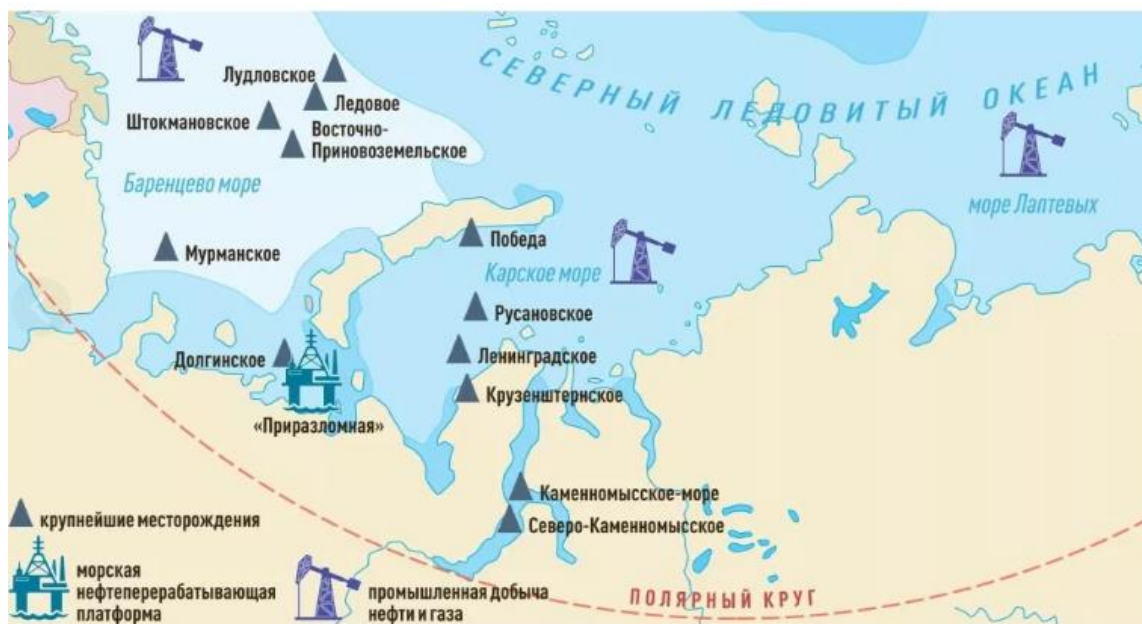 СЕВЕРНЫЙ ЛЕДОВИТЫЙ ОКЕАН
Лудловское
Ледовое
Штокмановское
Восточно-
Приновоземельское
Баренцево море
море Лаптевых
Мурманское
Победа
Карское море
Русановское
Долгинское
Ленинградское
Крузенштернское
«Приразломная»
Каменномысское-море
Северо-Каменномысское
крупнейшие месторождения
морская
нефтеперерабатывающая
платформа
промышленная добыча
нефти и газа
ПОЛЯРНЫЙ КРУГ